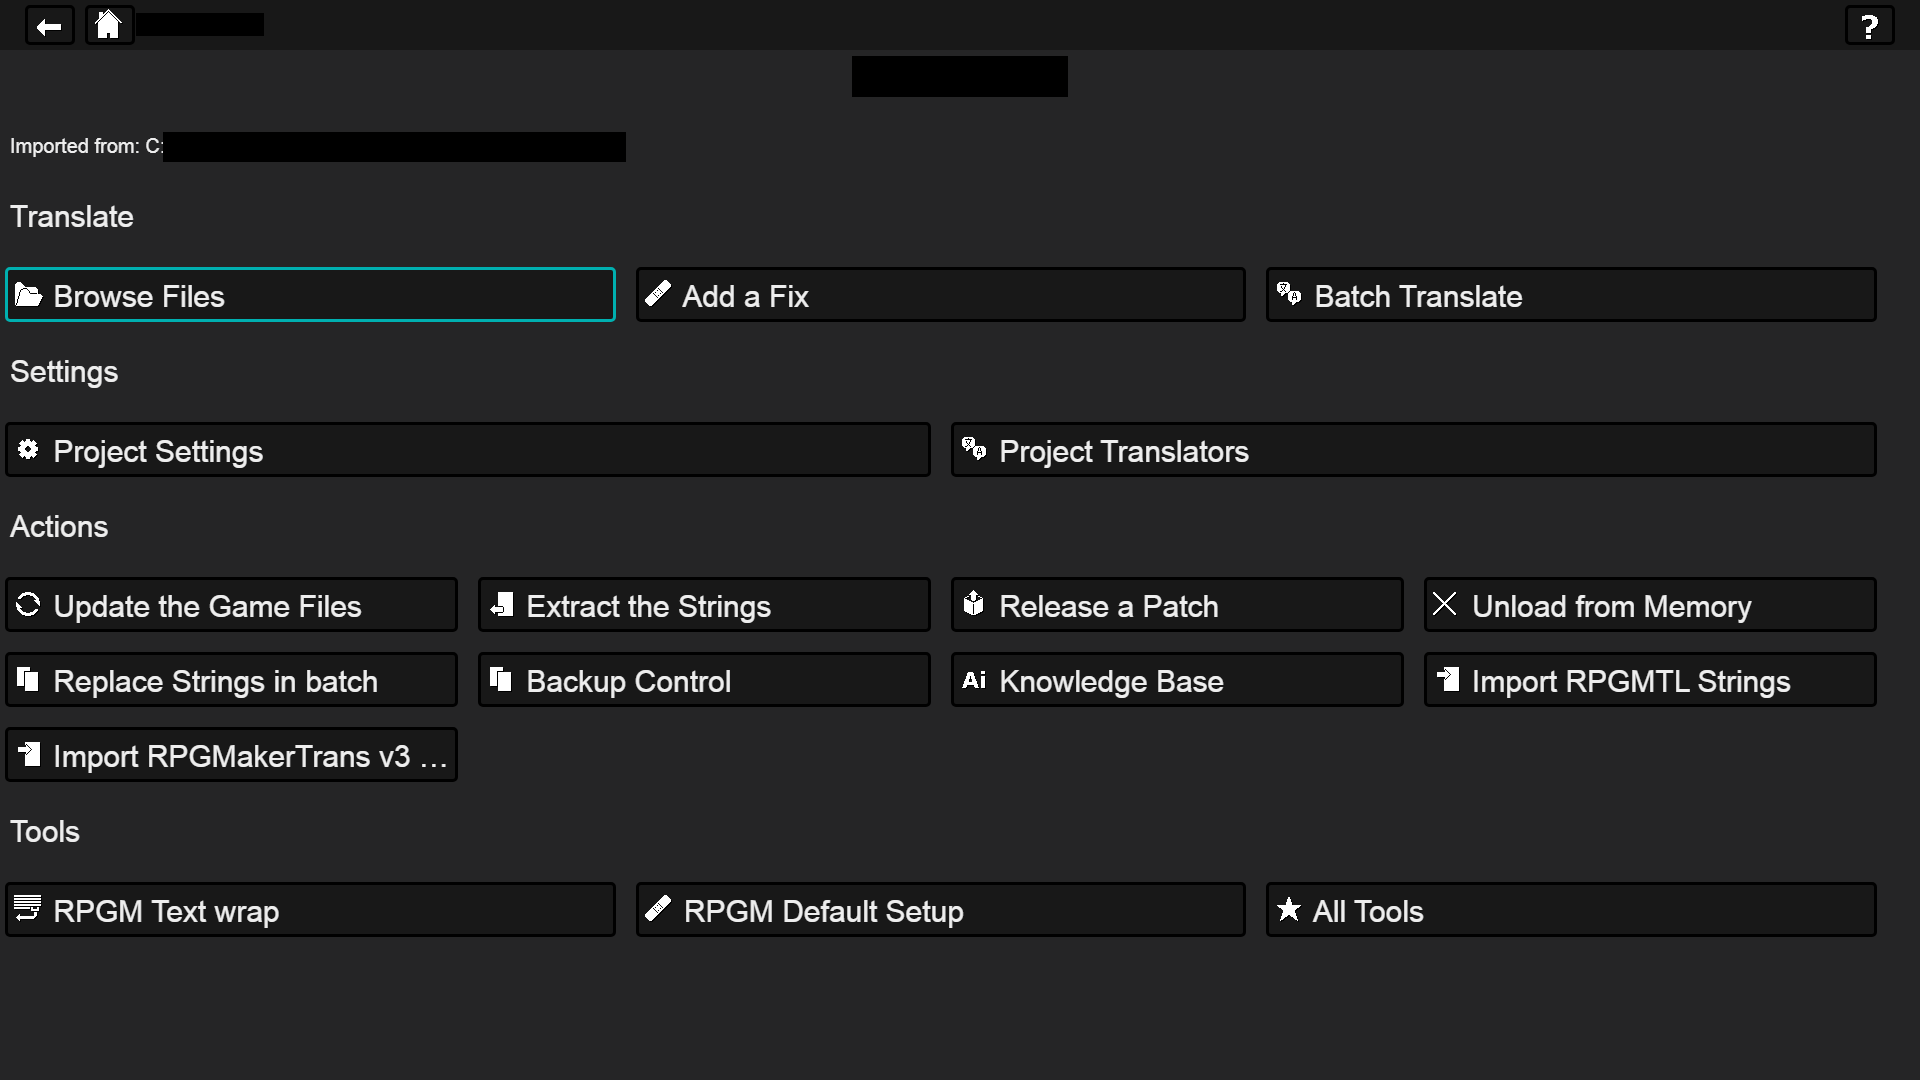 ?
Imported from: C:
Translate
Browse Files
Add a Fix
Batch Translate
Settings
Project Settings
Project Translators
Actions
Update the Game Files
Extract the Strings
Release a Patch
Unload from Memory
Replace Strings in batch
Backup Control
Ai Knowledge Base
Import RPGMTL Strings
Import RPGMakerTrans v3 ...
Tools
RPGM Text wrap
RPGM Default Setup
All Tools